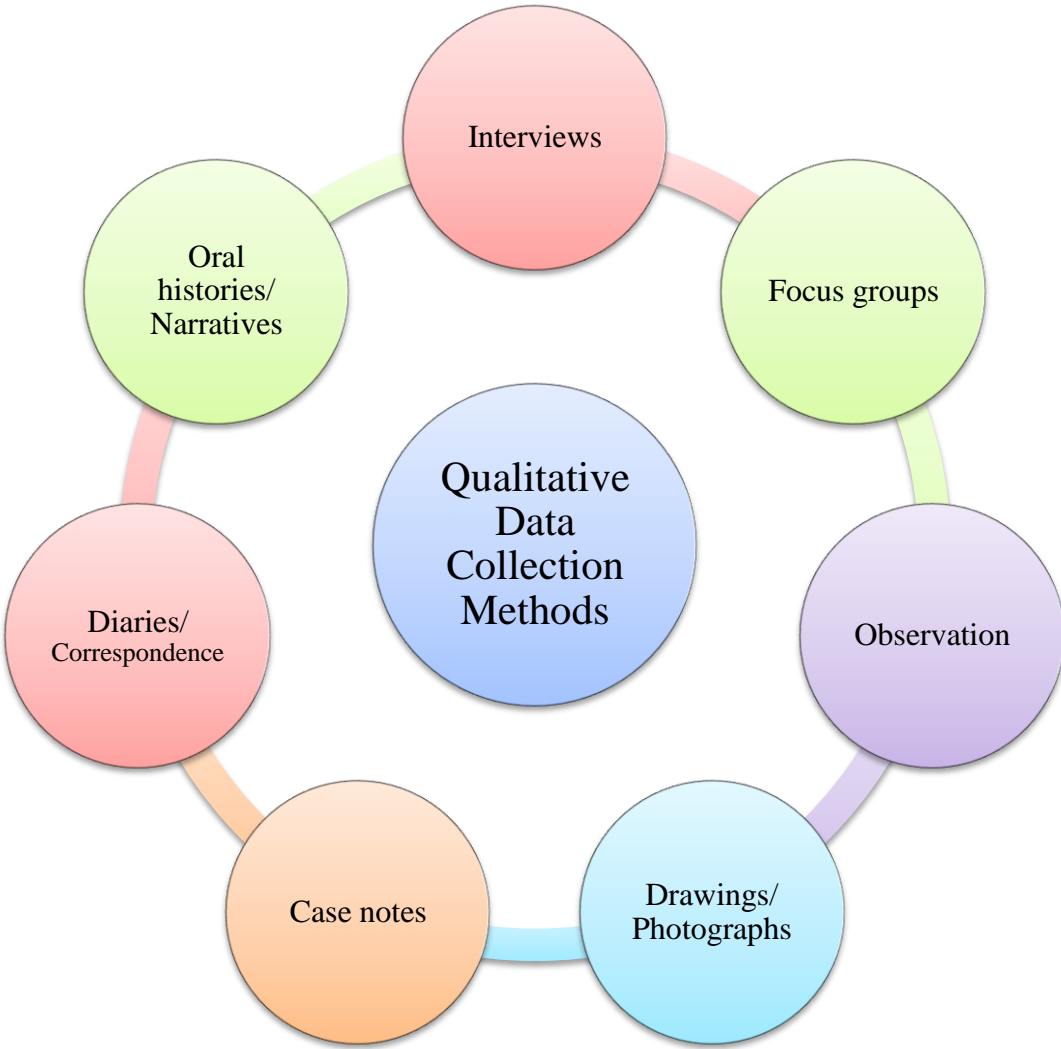 Interviews
Focus groups
Observation
Drawings/
Photographs
Case notes
Diaries/
Correspondence
Oral
histories/
Narratives
Qualitative
Data
Collection
Methods